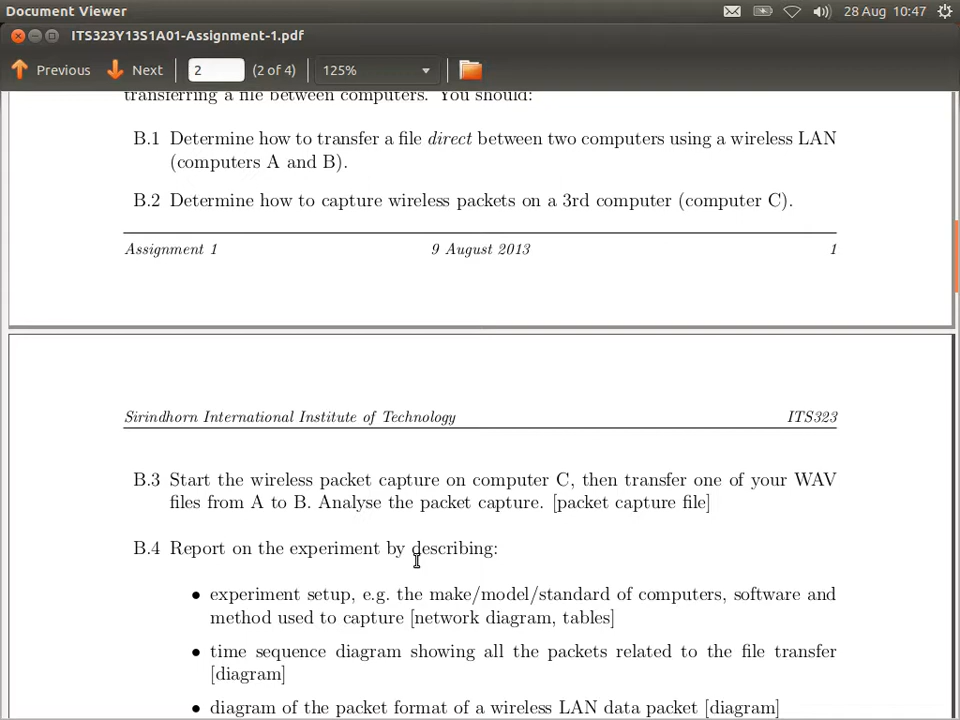 Document Viewer
28 Aug 10:47
ITS323Y13S1A01-Assignment-1.pdf
Previous Next 2 (2 of 4) 125%
transferring a file between computers. You should:
B.1 Determine how to transfer a file direct between two computers using a wireless LAN
(computers A and B).
B.2 Determine how to capture wireless packets on a 3rd computer (computer C).
Assignment 1 9 August 2013 1
Sirindhorn International Institute of Technology ITS323
B.3 Start the wireless packet capture on computer C, then transfer one of your WAV
files from A to B. Analyse the packet capture. [packet capture file]
B.4 Report on the experiment by describing:
• experiment setup, e.g. the make/model/standard of computers, software and
method used to capture [network diagram, tables]
• time sequence diagram showing all the packets related to the file transfer
[diagram]
• diagram of the packet format of a wireless LAN data packet [diagram]